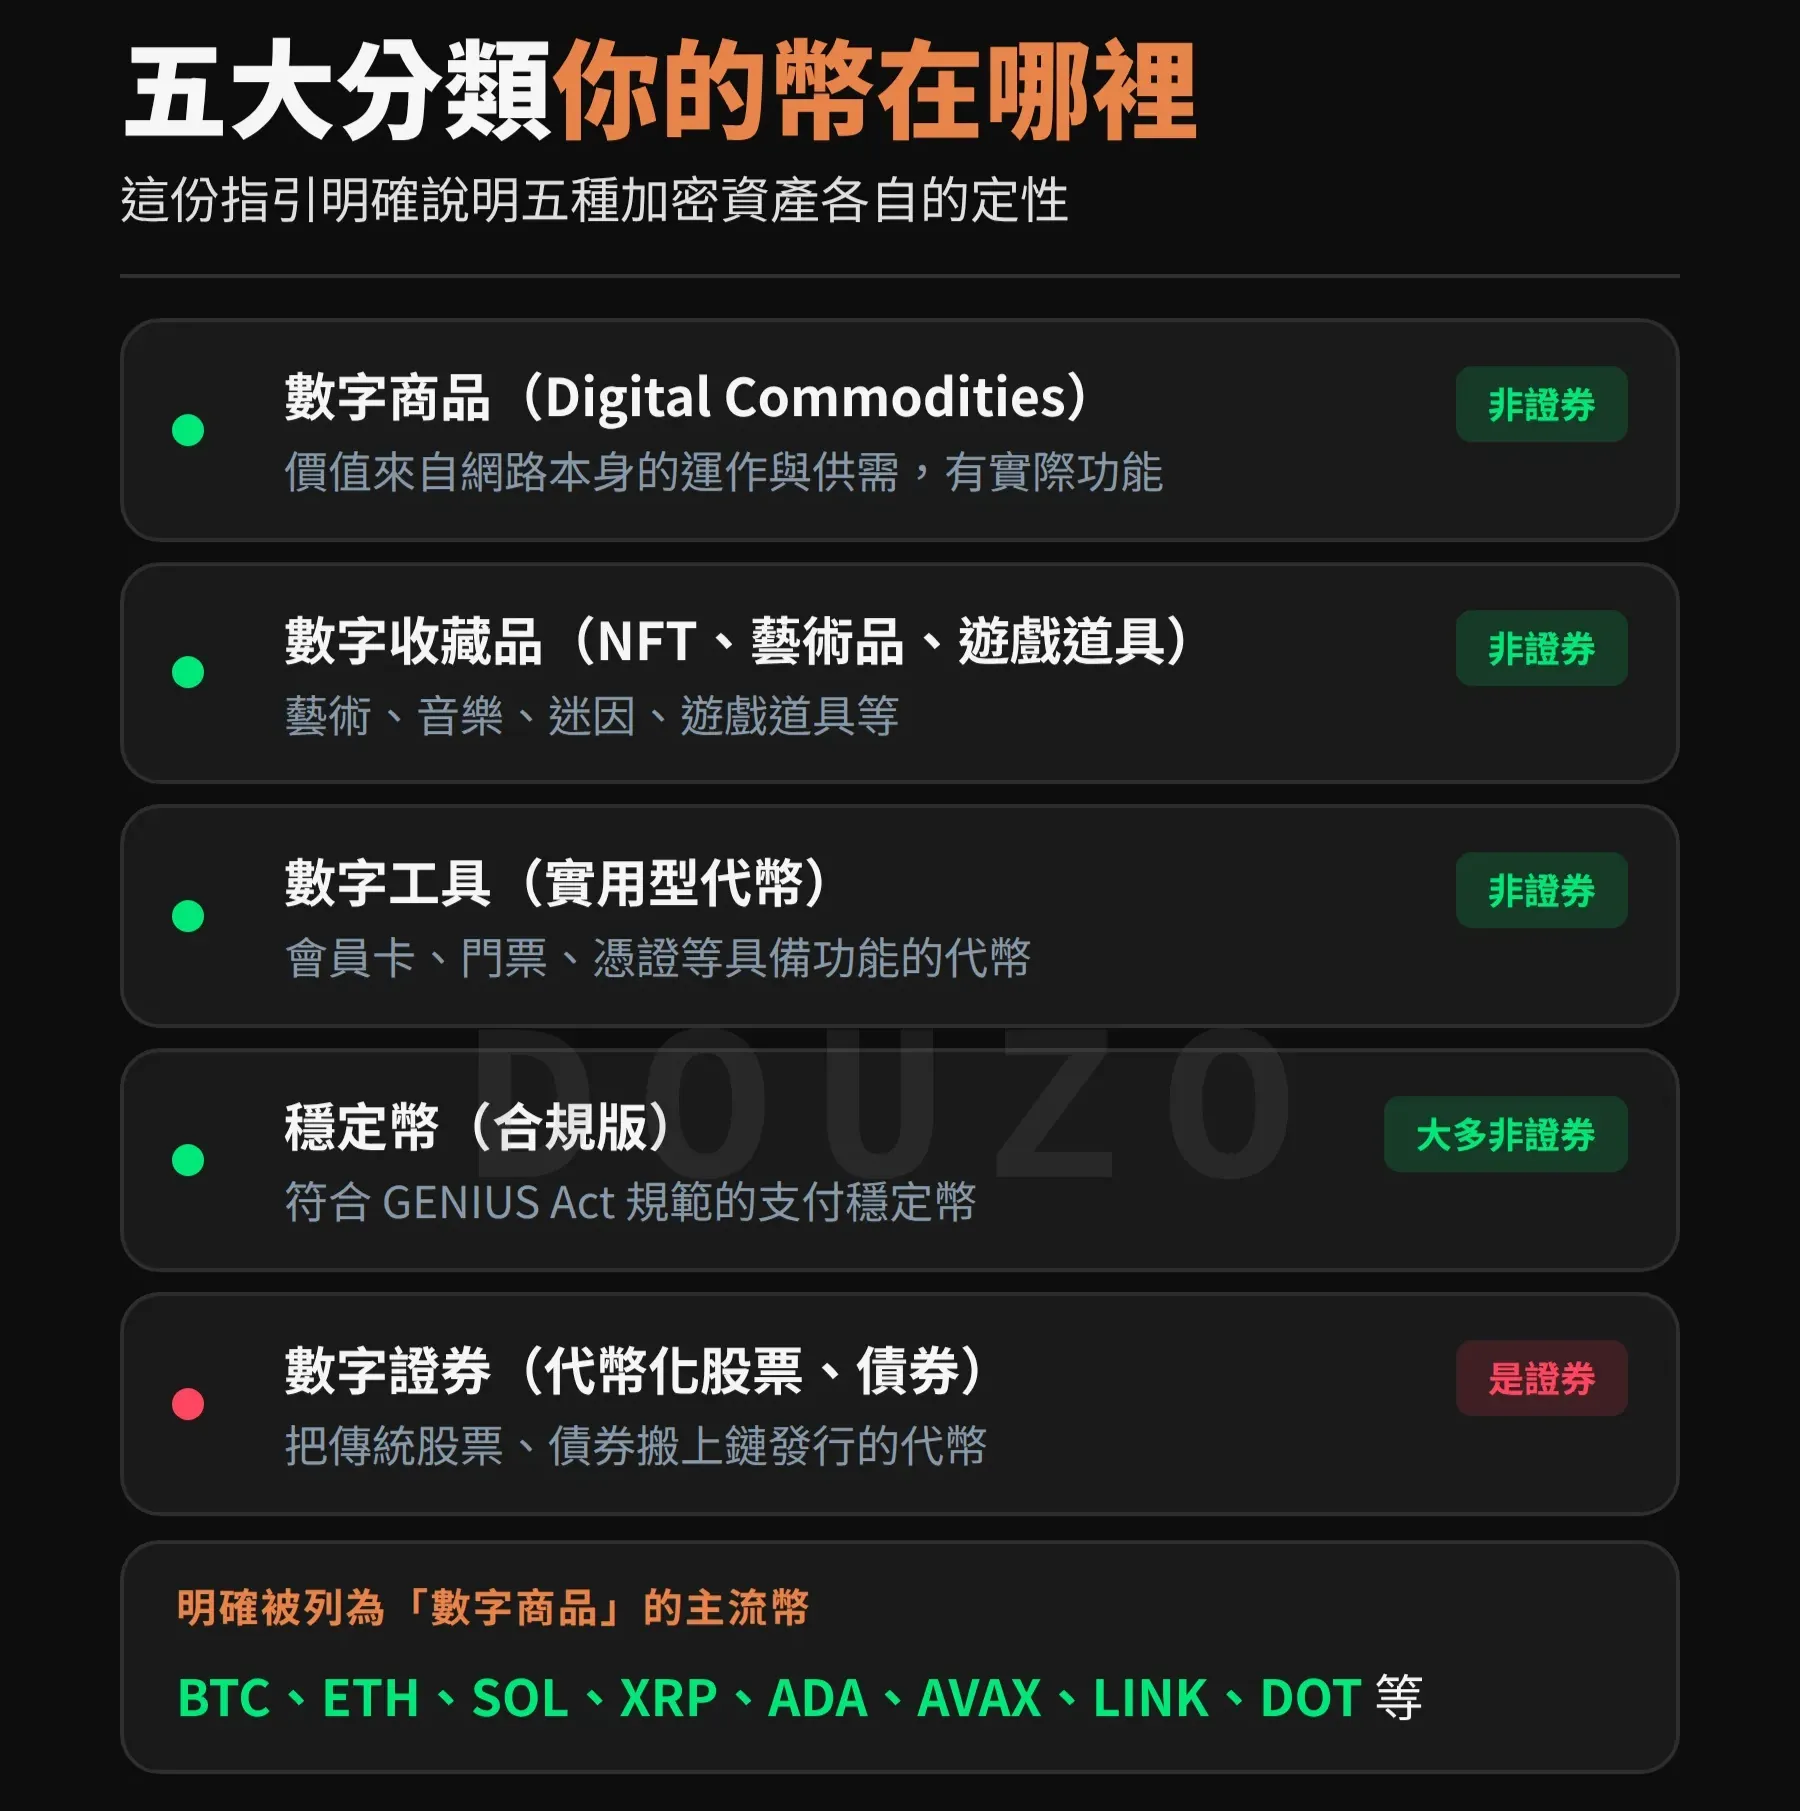 五大分類你的幣在哪裡
這份指引明確說明五種加密資產各自的定性
數字商品（Digital Commodities）
非證券
價值來自網路本身的運作與供需，有實際功能
數字收藏品（NFT、藝術品、遊戲道具）
非證券
藝術、音樂、迷因、遊戲道具等
數字工具（實用型代幣）
非證券
會員卡、門票、憑證等具備功能的代幣
DOUZO
穩定幣（合規版）
大多非證券
符合 GENIUS Act 規範的支付穩定幣
數字證券（代幣化股票、債券）
是證券
把傳統股票、債券搬上鏈發行的代幣
明確被列為「數字商品」的主流幣
BTC、ETH、SOL、XRP、ADA、AVAX、LINK、DOT 等